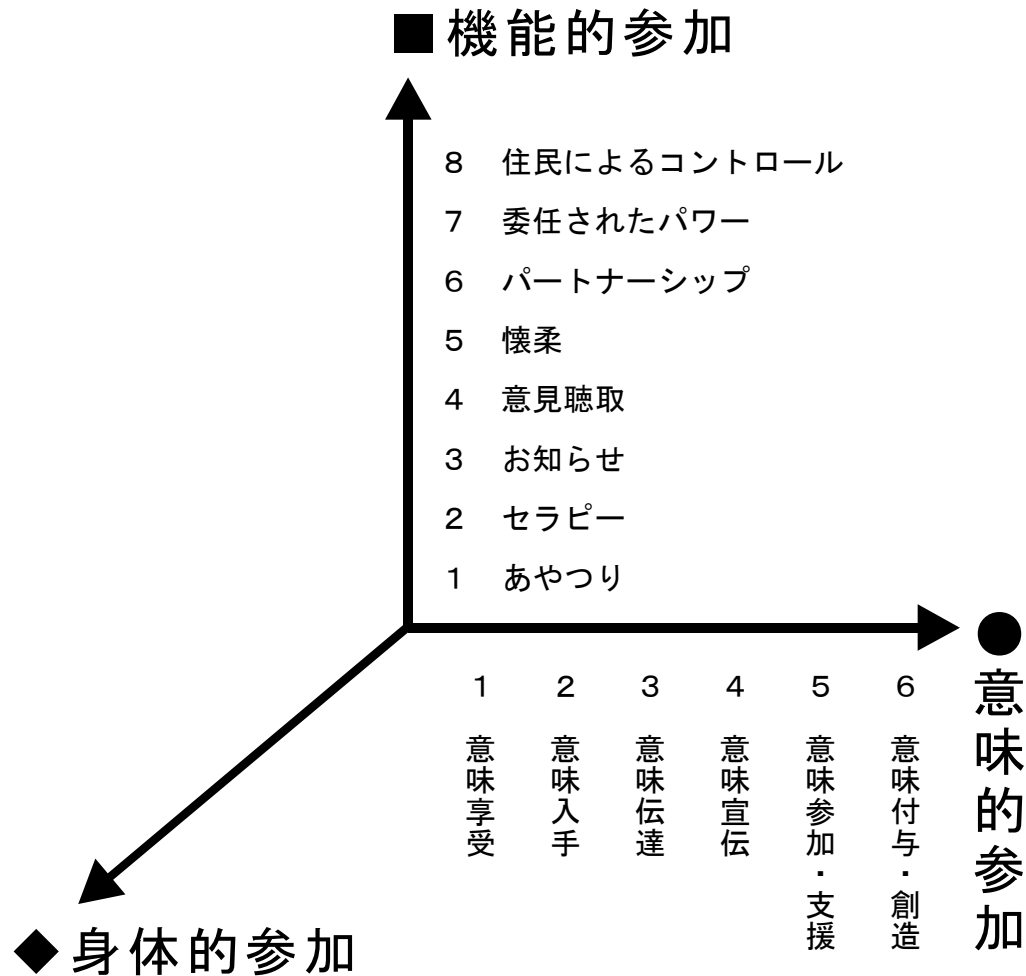 ■機能的参加
8 住民によるコントロール
7 委任されたパワー
6 パートナーシップ
5 懐柔
4 意見聴取
3 お知らせ
2 セラピー
1 あやつり
●意味的参加
1 意味享受
2 意味入手
3 意味伝達
4 意味宣伝
5 意味参加・支援
6 意味付与・創造
◆身体的参加